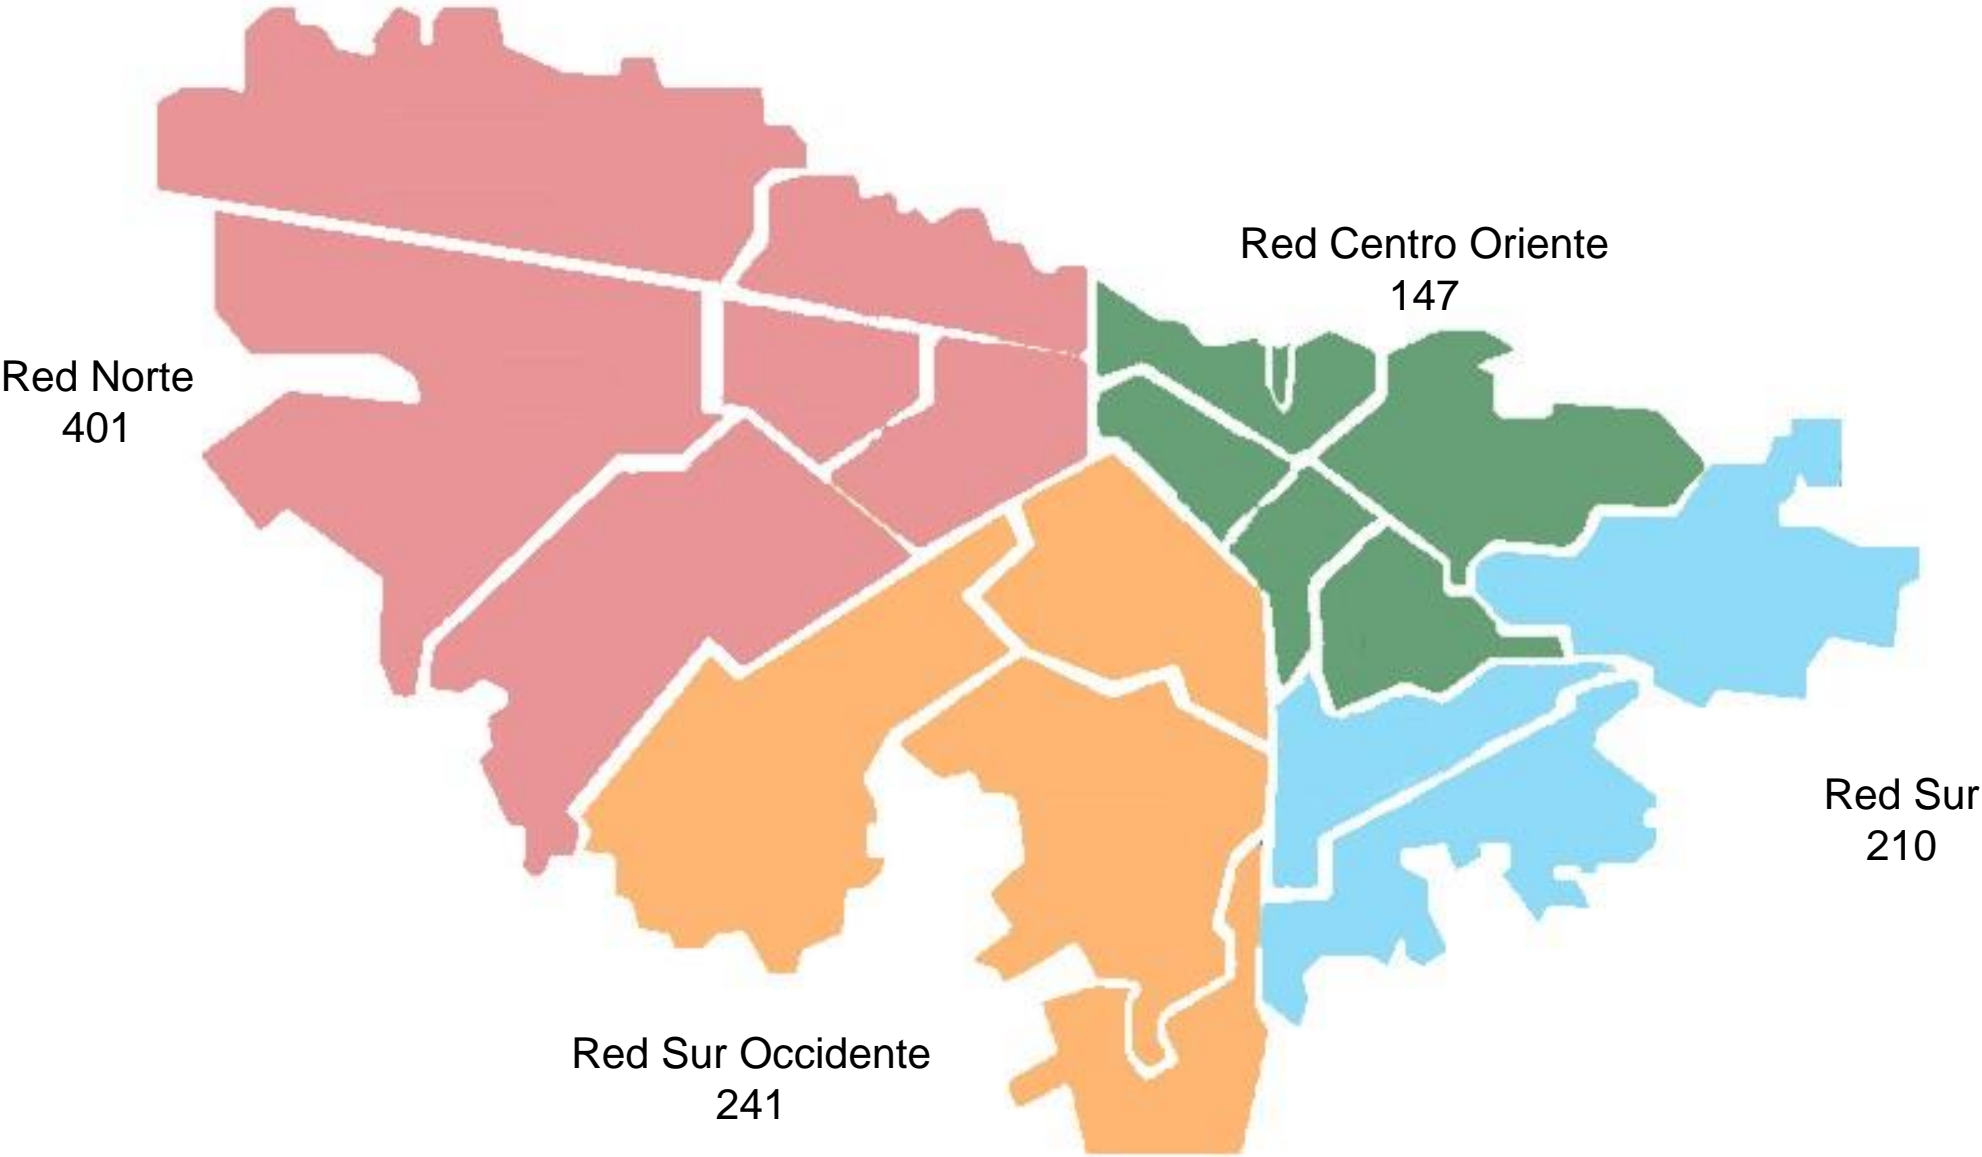 Red Centro Oriente
147
Red Norte
401
Red Sur
210
Red Sur Occidente
241